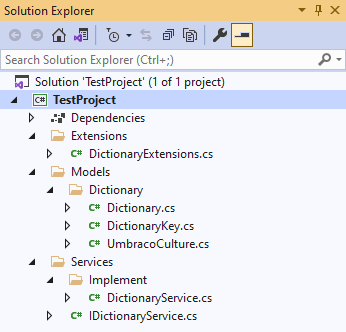 Solution Explorer
Search Solution Explorer (Ctrl+;)
Solution 'TestProject' (1 of 1 project)
C# TestProject
Dependencies
Extensions
C# DictionaryExtensions.cs
Models
Dictionary
C# Dictionary.cs
C# DictionaryKey.cs
C# UmbracoCulture.cs
Services
Implement
C# DictionaryService.cs
C# IDictionaryService.cs